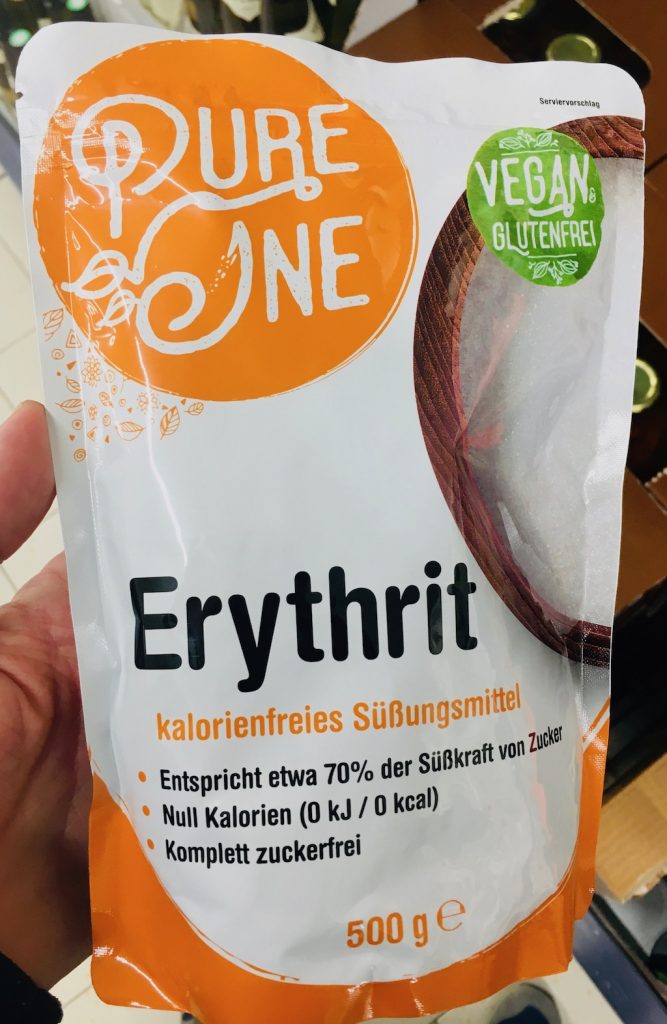 Serviervorschlag
PURE
ONE
VEGAN &
GLUTENFREI
Erythrit
kalorienfreies Süßungsmittel
• Entspricht etwa 70% der Süßkraft von Zucker
• Null Kalorien (0 kJ / 0 kcal)
• Komplett zuckerfrei
500 g ℮